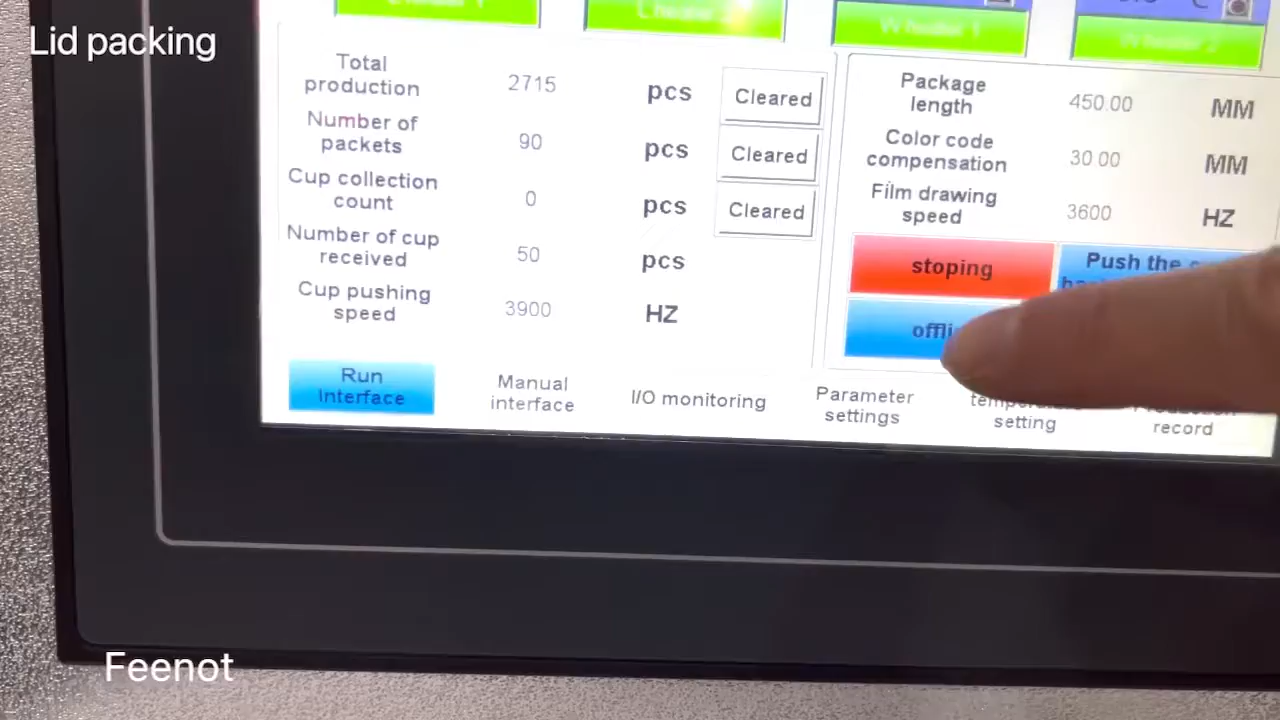 Lid packing
Total
production
2715
pcs
Cleared
Number of
packets
90
pcs
Cleared
Cup collection
count
0
pcs
Cleared
Number of cup
received
50
pcs
Cup pushing
speed
3900
HZ
Package
length
450.00
MM
Color code
compensation
30 00
MM
Film drawing
speed
3600
HZ
stoping
Push the
Run
Interface
Manual
interface
I/O monitoring
Parameter
settings
setting
record
Feenot